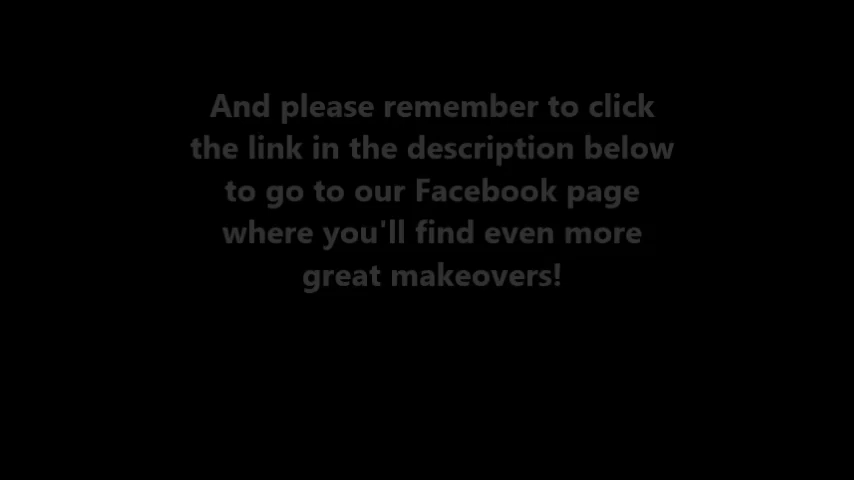 And please remember to click
the link in the description below
to go to our Facebook page
where you'll find even more
great makeovers!